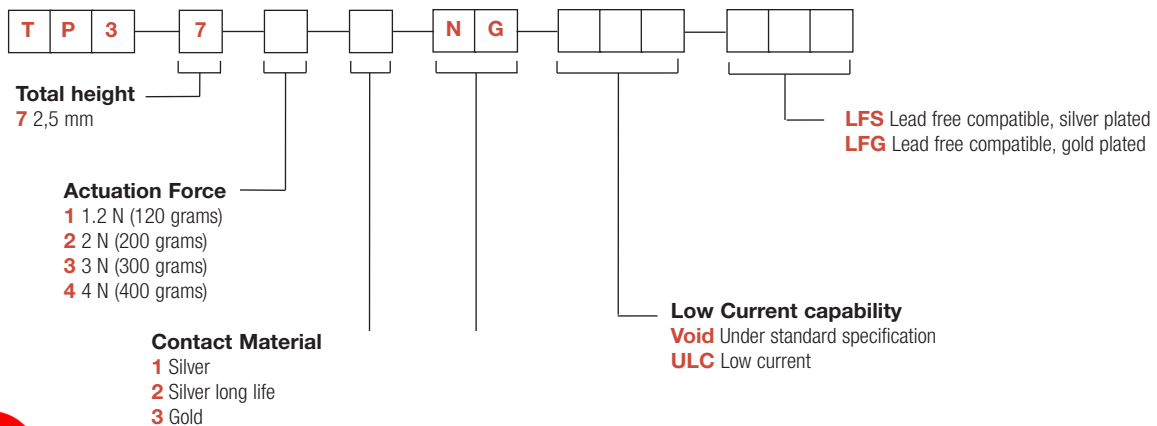 T P 3 7 N G
Total height
7 2,5 mm
LFS Lead free compatible, silver plated
LFG Lead free compatible, gold plated
Actuation Force
1 1.2 N (120 grams)
2 2 N (200 grams)
3 3 N (300 grams)
4 4 N (400 grams)
Low Current capability
Void Under standard specification
ULC Low current
Contact Material
1 Silver
2 Silver long life
3 Gold